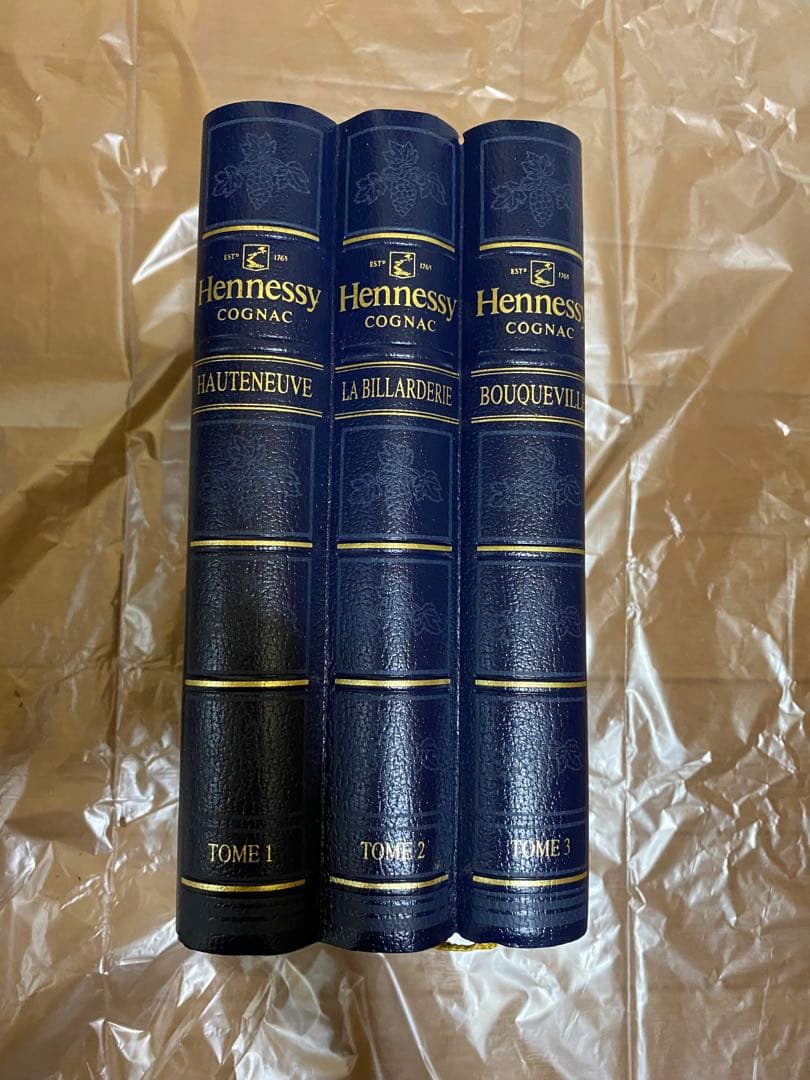 ESTD 1765
Hennessy
COGNAC
HAUTENEUVE
TOME 1
ESTD 1765
Hennessy
COGNAC
LA BILLARDERIE
TOME 2
ESTD 1765
Hennessy
COGNAC
BOUQUEVILLE
TOME 3